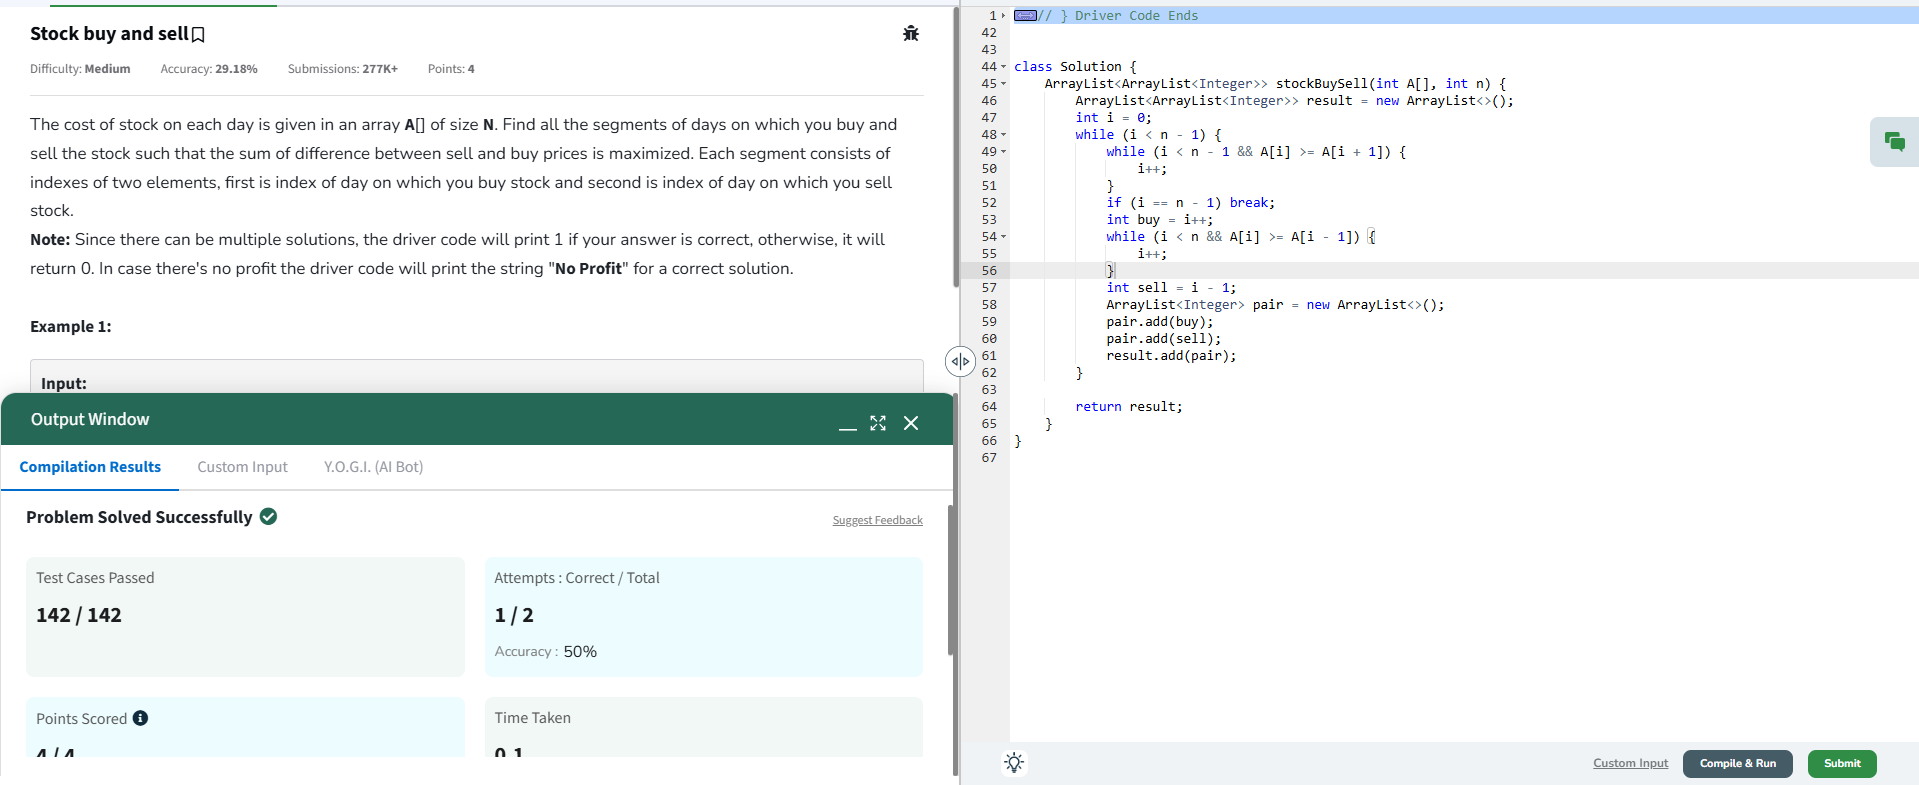 Stock buy and sell
Difficulty: Medium Accuracy: 29.18% Submissions: 277K+ Points: 4
The cost of stock on each day is given in an array A[] of size N. Find all the segments of days on which you buy and
sell the stock such that the sum of difference between sell and buy prices is maximized. Each segment consists of
indexes of two elements, first is index of day on which you buy stock and second is index of day on which you sell
stock.
Note: Since there can be multiple solutions, the driver code will print 1 if your answer is correct, otherwise, it will
return 0. In case there's no profit the driver code will print the string "No Profit" for a correct solution.
Example 1:
Input:
Output Window
Compilation Results Custom Input Y.O.G.I. (AI Bot)
Problem Solved Successfully
Suggest Feedback
Test Cases Passed
142 / 142
Attempts : Correct / Total
1 / 2
Accuracy : 50%
Points Scored
4 / 4
Time Taken
0.1
1 // } Driver Code Ends
42
43
44 class Solution {
45 ArrayList<ArrayList<Integer>> stockBuySell(int A[], int n) {
46 ArrayList<ArrayList<Integer>> result = new ArrayList<>();
47 int i = 0;
48 while (i < n - 1) {
49 while (i < n - 1 && A[i] >= A[i + 1]) {
50 i++;
51 }
52 if (i == n - 1) break;
53 int buy = i++;
54 while (i < n && A[i] >= A[i - 1]) {
55 i++;
56 }
57 int sell = i - 1;
58 ArrayList<Integer> pair = new ArrayList<>();
59 pair.add(buy);
60 pair.add(sell);
61 result.add(pair);
62 }
63
64 return result;
65 }
66 }
67
Custom Input Compile & Run Submit